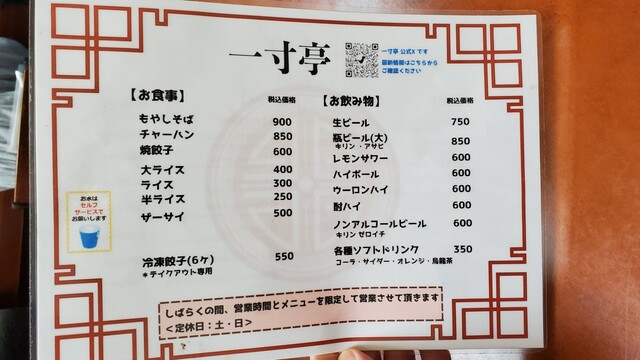 一寸亭
一寸亭 公式X です
最新情報はこちらから
ご確認ください
【お食事】 税込価格
もやしそば 900
チャーハン 850
焼餃子 600
大ライス 400
ライス 300
半ライス 250
ザーサイ 500
冷凍餃子(6ヶ) 550
＊テイクアウト専用
お水は
セルフ
サービスで
お願いします
【お飲み物】 税込価格
生ビール 750
瓶ビール(大) 850
キリン・アサヒ
レモンサワー 600
ハイボール 600
ウーロンハイ 600
酎ハイ 600
ノンアルコールビール 600
キリン ゼロイチ
各種ソフトドリンク 350
コーラ・サイダー・オレンジ・烏龍茶
しばらくの間、営業時間とメニューを限定して営業させて頂きます
＜定休日：土・日＞